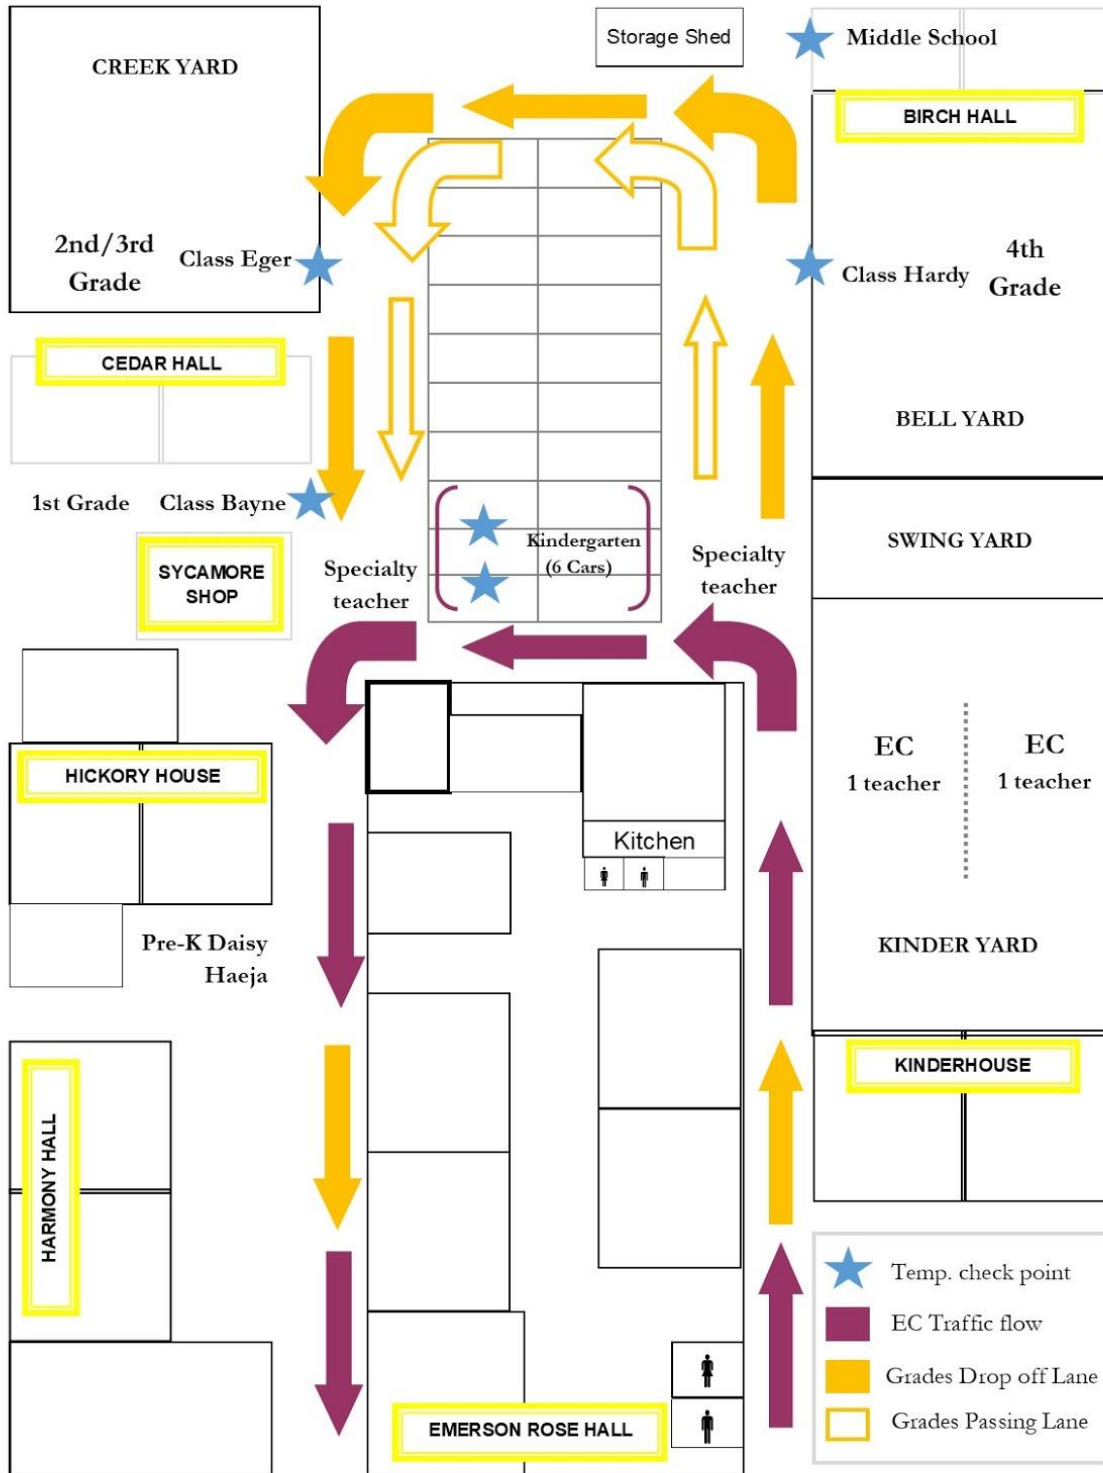 Storage Shed
Middle School
CREEK YARD
BIRCH HALL
2nd/3rd
Grade
Class Eger
Class Hardy
4th
Grade
CEDAR HALL
BELL YARD
1st Grade
Class Bayne
Kindergarten
(6 Cars)
SWING YARD
SYCAMORE
SHOP
Specialty
teacher
Specialty
teacher
HICKORY HOUSE
EC
1 teacher
EC
1 teacher
Kitchen
Pre-K Daisy
Haeja
KINDER YARD
KINDERHOUSE
HARMONY HALL
Temp. check point
EC Traffic flow
Grades Drop off Lane
Grades Passing Lane
EMERSON ROSE HALL